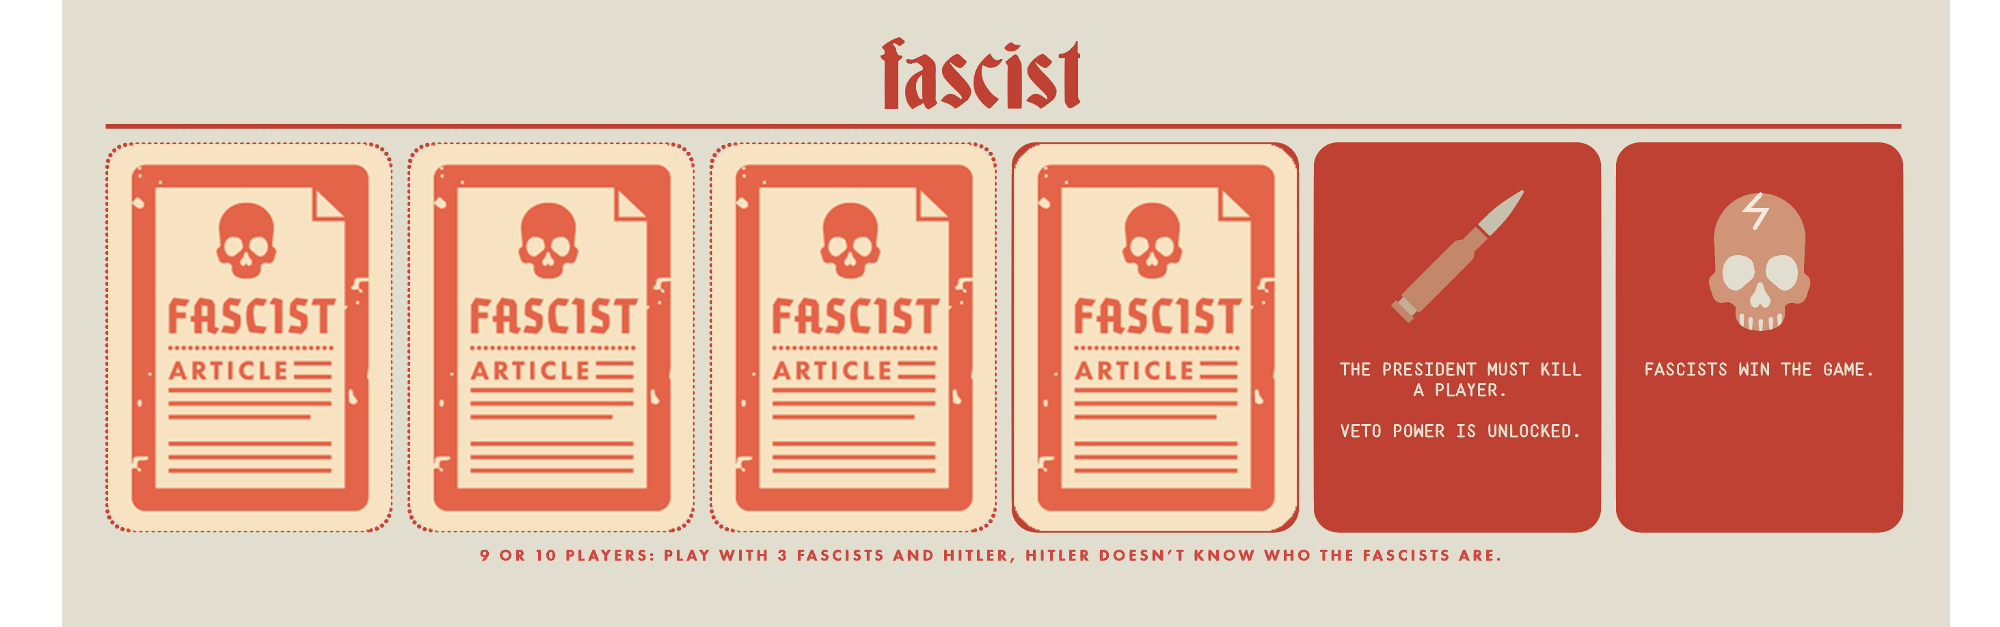 fascist
FASCIST
ARTICLE
FASCIST
ARTICLE
FASCIST
ARTICLE
FASCIST
ARTICLE
THE PRESIDENT MUST KILL
A PLAYER.
VETO POWER IS UNLOCKED.
FASCISTS WIN THE GAME.
9 OR 10 PLAYERS: PLAY WITH 3 FASCISTS AND HITLER, HITLER DOESN'T KNOW WHO THE FASCISTS ARE.